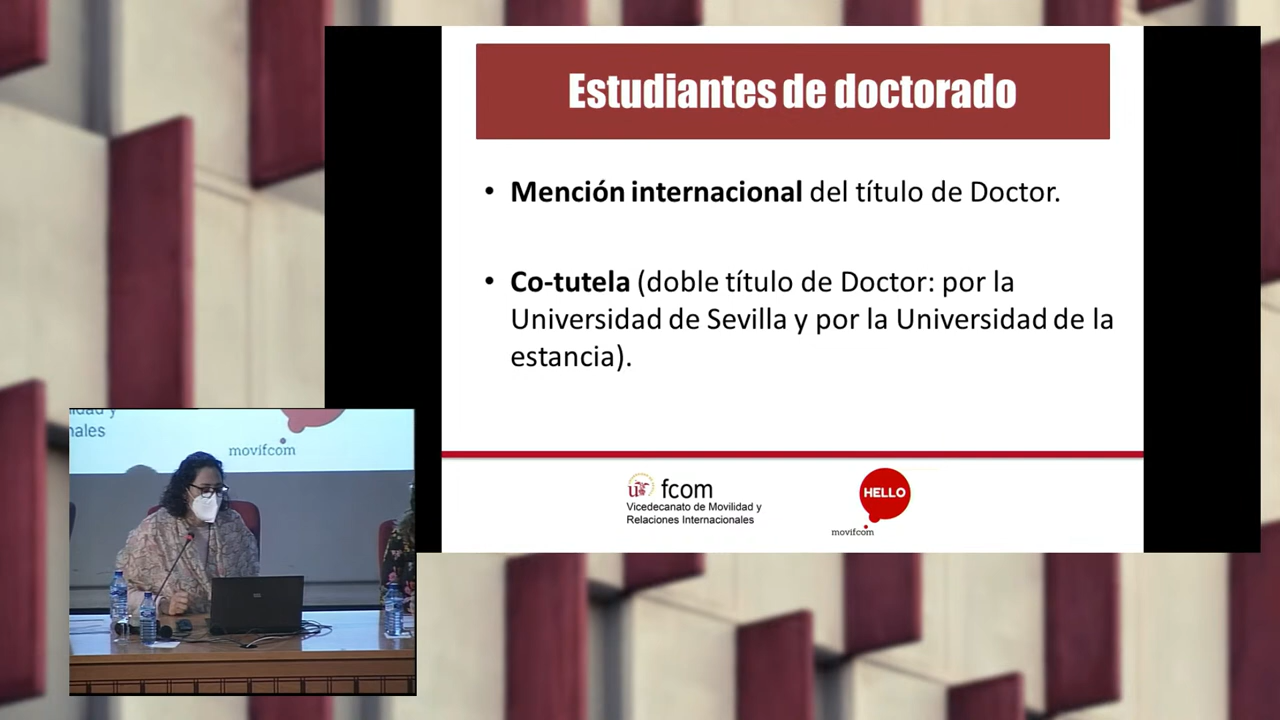 Estudiantes de doctorado
• Mención internacional del título de Doctor.
• Co-tutela (doble título de Doctor: por la
Universidad de Sevilla y por la Universidad de la
estancia).
fcom
Vicedecanato de Movilidad y
Relaciones Internacionales
HELLO
movifcom
movifcom